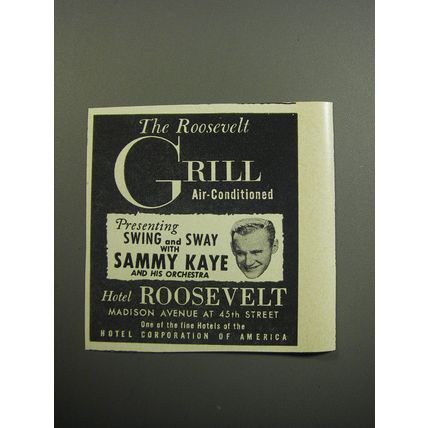 The Roosevelt
GRILL
Air-Conditioned
Presenting
SWING and SWAY
WITH
SAMMY KAYE
AND HIS ORCHESTRA
Hotel ROOSEVELT
MADISON AVENUE AT 45th STREET
One of the fine Hotels of the
HOTEL CORPORATION OF AMERICA